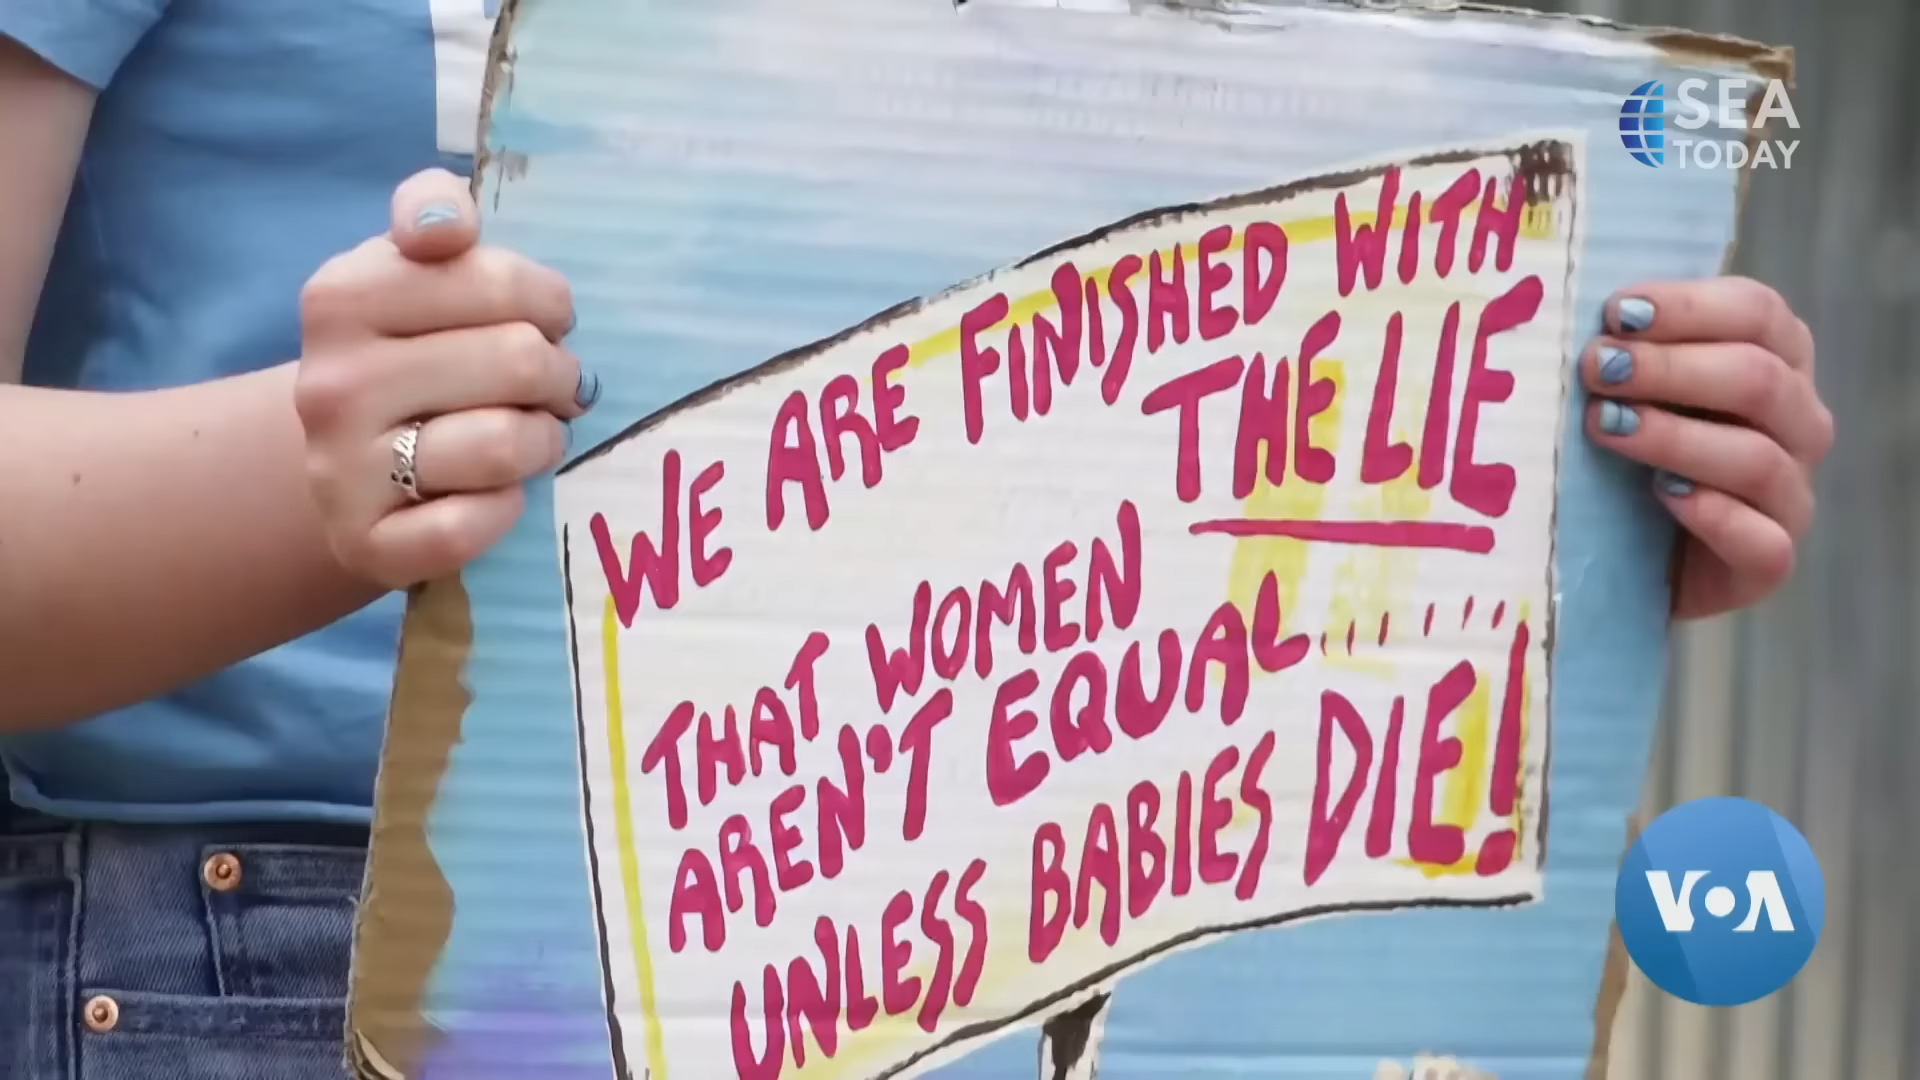 SEA
TODAY
WE ARE FINISHED WITH
THE LIE
THAT WOMEN
AREN'T EQUAL.........
UNLESS BABIES DIE!
VOA